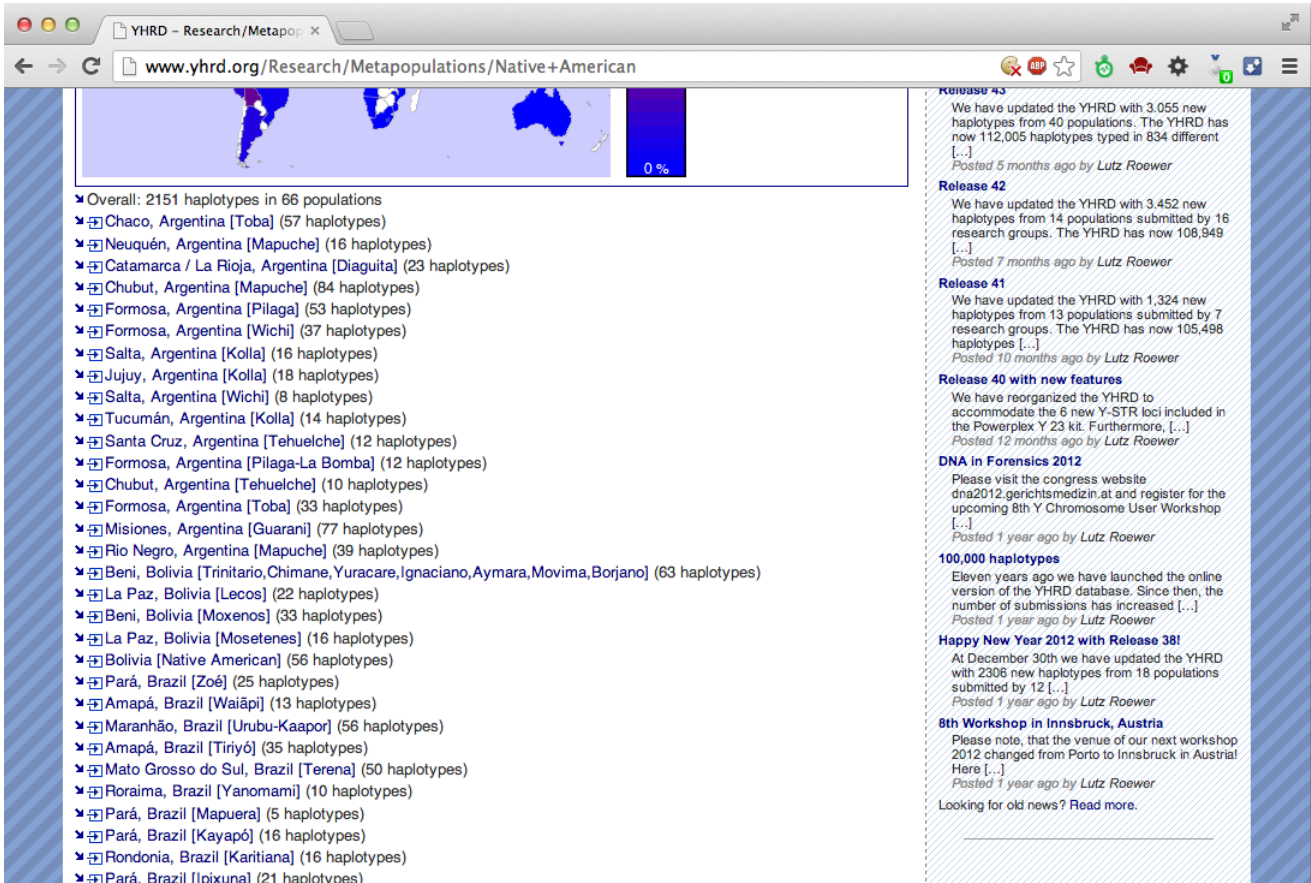 YHRD – Research/Metapop
www.yhrd.org/Research/Metapopulations/Native+American
ABP
0
0 %
Overall: 2151 haplotypes in 66 populations
Chaco, Argentina [Toba] (57 haplotypes)
Neuquén, Argentina [Mapuche] (16 haplotypes)
Catamarca / La Rioja, Argentina [Diaguita] (23 haplotypes)
Chubut, Argentina [Mapuche] (84 haplotypes)
Formosa, Argentina [Pilaga] (53 haplotypes)
Formosa, Argentina [Wichi] (37 haplotypes)
Salta, Argentina [Kolla] (16 haplotypes)
Jujuy, Argentina [Kolla] (18 haplotypes)
Salta, Argentina [Wichi] (8 haplotypes)
Tucumán, Argentina [Kolla] (14 haplotypes)
Santa Cruz, Argentina [Tehuelche] (12 haplotypes)
Formosa, Argentina [Pilaga-La Bomba] (12 haplotypes)
Chubut, Argentina [Tehuelche] (10 haplotypes)
Formosa, Argentina [Toba] (33 haplotypes)
Misiones, Argentina [Guarani] (77 haplotypes)
Rio Negro, Argentina [Mapuche] (39 haplotypes)
Beni, Bolivia [Trinitario,Chimane,Yuracare,Ignaciano,Aymara,Movima,Borjano] (63 haplotypes)
La Paz, Bolivia [Lecos] (22 haplotypes)
Beni, Bolivia [Moxenos] (33 haplotypes)
La Paz, Bolivia [Mosetenes] (16 haplotypes)
Bolivia [Native American] (56 haplotypes)
Pará, Brazil [Zoé] (25 haplotypes)
Amapá, Brazil [Waiãpi] (13 haplotypes)
Maranhão, Brazil [Urubu-Kaapor] (56 haplotypes)
Amapá, Brazil [Tiriyó] (35 haplotypes)
Mato Grosso do Sul, Brazil [Terena] (50 haplotypes)
Roraima, Brazil [Yanomami] (10 haplotypes)
Pará, Brazil [Mapuera] (5 haplotypes)
Pará, Brazil [Kayapó] (16 haplotypes)
Rondonia, Brazil [Karitiana] (16 haplotypes)
Pará, Brazil [Ipixuna] (21 haplotypes)
Release 43
We have updated the YHRD with 3.055 new
haplotypes from 40 populations. The YHRD has
now 112,005 haplotypes typed in 834 different
[...]
Posted 5 months ago by Lutz Roewer
Release 42
We have updated the YHRD with 3.452 new
haplotypes from 14 populations submitted by 16
research groups. The YHRD has now 108,949
[...]
Posted 7 months ago by Lutz Roewer
Release 41
We have updated the YHRD with 1,324 new
haplotypes from 13 populations submitted by 7
research groups. The YHRD has now 105,498
haplotypes [...]
Posted 10 months ago by Lutz Roewer
Release 40 with new features
We have reorganized the YHRD to
accommodate the 6 new Y-STR loci included in
the Powerplex Y 23 kit. Furthermore, [...]
Posted 12 months ago by Lutz Roewer
DNA in Forensics 2012
Please visit the congress website
dna2012.gerichtsmedizin.at and register for the
upcoming 8th Y Chromosome User Workshop
[...]
Posted 1 year ago by Lutz Roewer
100,000 haplotypes
Eleven years ago we have launched the online
version of the YHRD database. Since then, the
number of submissions has increased [...]
Posted 1 year ago by Lutz Roewer
Happy New Year 2012 with Release 38!
At December 30th we have updated the YHRD
with 2306 new haplotypes from 18 populations
submitted by 12 [...]
Posted 1 year ago by Lutz Roewer
8th Workshop in Innsbruck, Austria
Please note, that the venue of our next workshop
2012 changed from Porto to Innsbruck in Austria!
Here [...]
Posted 1 year ago by Lutz Roewer
Looking for old news? Read more.